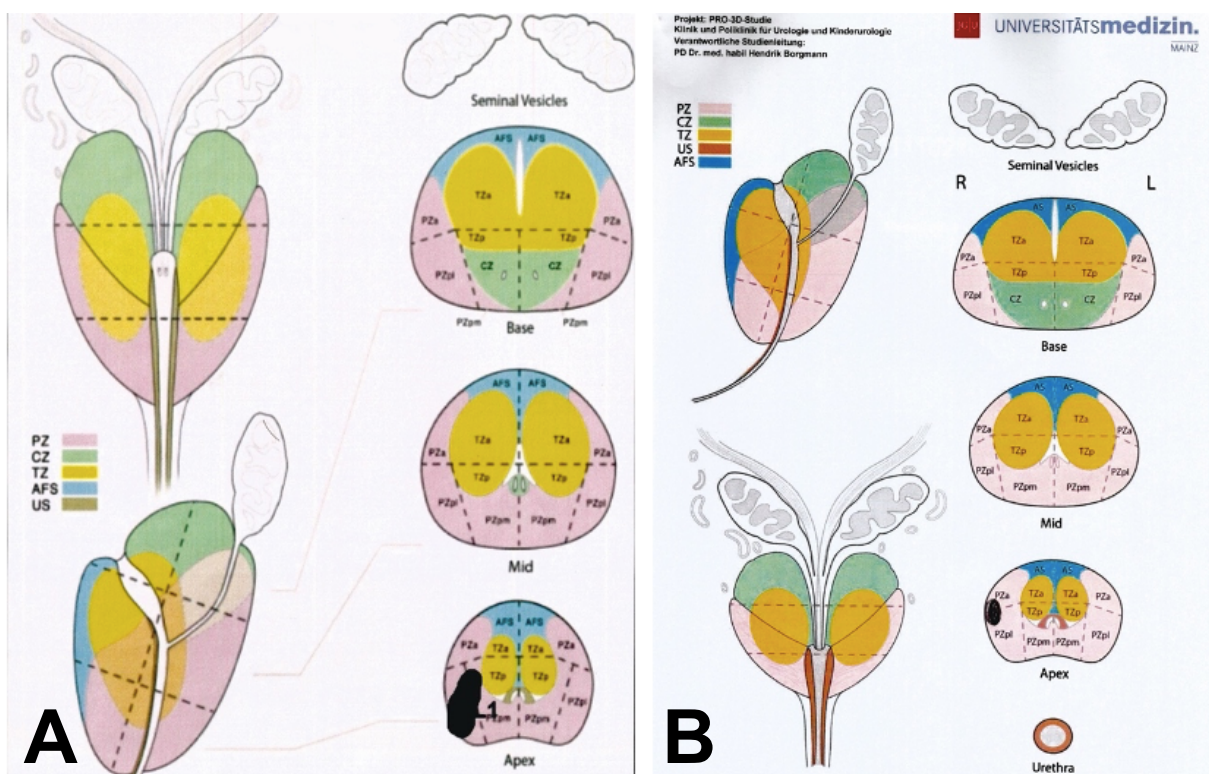 Seminal Vesicles
AFS AFS
TZa TZa
PZa PZa
TZp TZp
CZ
PZpl PZpl
PZpm PZpm
Base
PZ
CZ
TZ
AFS
US
AFS AFS
TZa TZa
PZa PZa
TZp TZp
PZpl PZpl
PZpm PZpm
Mid
AFS AFS
PZa TZa TZa PZa
TZp TZp
PZpl
L1 PZpm PZpm
Apex
A
Projekt: PRO-3D-Studie
Klinik und Poliklinik für Urologie und Kinderurologie
Verantwortliche Studienleitung:
PD Dr. med. habil Hendrik Borgmann
UNIVERSITÄTSmedizin.
MAINZ
PZ
CZ
TZ
US
AFS
Seminal Vesicles
R L
AS AS
TZa TZa
PZa PZa
TZp TZp
PZpl CZ CZ PZpl
Base
AS AS
TZa TZa
PZa PZa
TZp TZp
PZpl PZpl
PZpm PZpm
Mid
AS AS
PZa TZa TZa PZa
TZp TZp
PZpl PZpm PZpm PZpl
Apex
Urethra
B